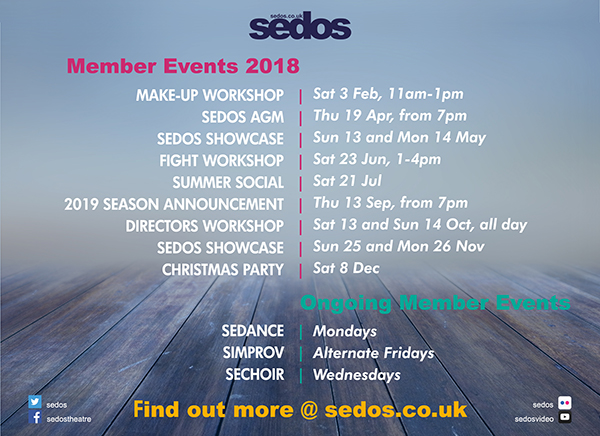 sedos.co.uk
sedos
Member Events 2018
MAKE-UP WORKSHOP | Sat 3 Feb, 11am-1pm
SEDOS AGM | Thu 19 Apr, from 7pm
SEDOS SHOWCASE | Sun 13 and Mon 14 May
FIGHT WORKSHOP | Sat 23 Jun, 1-4pm
SUMMER SOCIAL | Sat 21 Jul
2019 SEASON ANNOUNCEMENT | Thu 13 Sep, from 7pm
DIRECTORS WORKSHOP | Sat 13 and Sun 14 Oct, all day
SEDOS SHOWCASE | Sun 25 and Mon 26 Nov
CHRISTMAS PARTY | Sat 8 Dec
Ongoing Member Events
SEDANCE | Mondays
SIMPROV | Alternate Fridays
SECHOIR | Wednesdays
sedos
sedostheatre
Find out more @ sedos.co.uk
sedos
sedosvideo